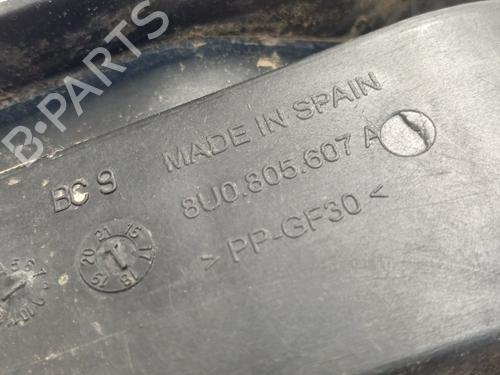 B-PARTS
MADE IN SPAIN
BC 9
8U0.805.607 A
> PP-GF30 <